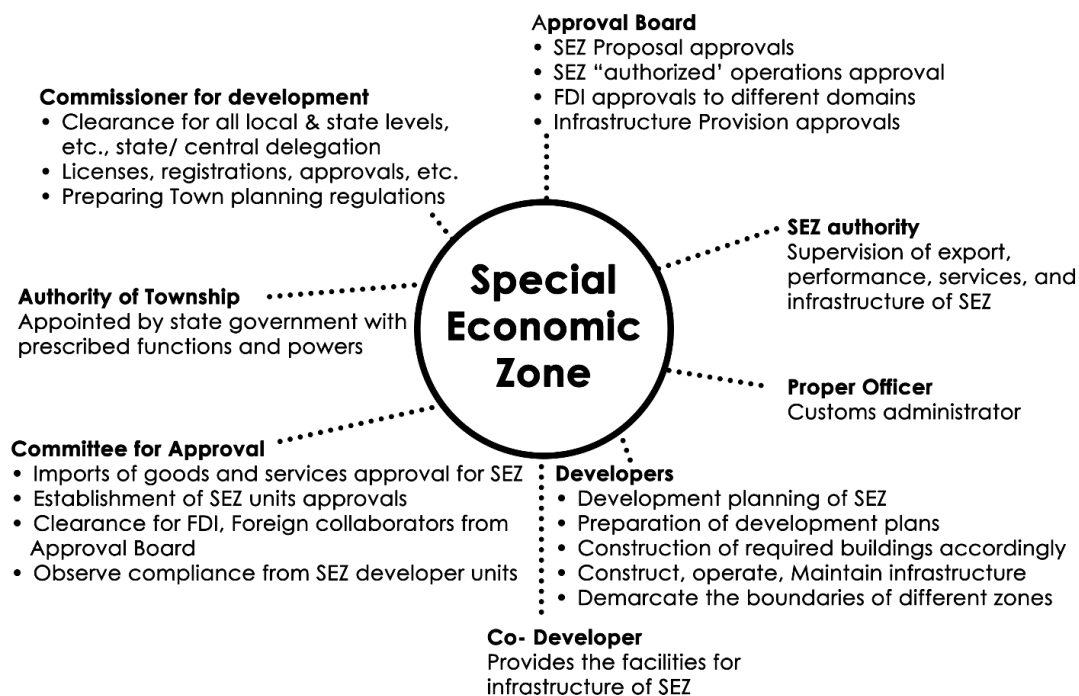 Approval Board
• SEZ Proposal approvals
• SEZ “authorized’ operations approval
• FDI approvals to different domains
• Infrastructure Provision approvals
Commissioner for development
• Clearance for all local & state levels,
etc., state/ central delegation
• Licenses, registrations, approvals, etc.
• Preparing Town planning regulations
SEZ authority
Supervision of export,
performance, services, and
infrastructure of SEZ
Special
Economic
Zone
Authority of Township
Appointed by state government with
prescribed functions and powers
Proper Officer
Customs administrator
Committee for Approval
• Imports of goods and services approval for SEZ
• Establishment of SEZ units approvals
• Clearance for FDI, Foreign collaborators from
Approval Board
• Observe compliance from SEZ developer units
Developers
• Development planning of SEZ
• Preparation of development plans
• Construction of required buildings accordingly
• Construct, operate, Maintain infrastructure
• Demarcate the boundaries of different zones
Co- Developer
Provides the facilities for
infrastructure of SEZ